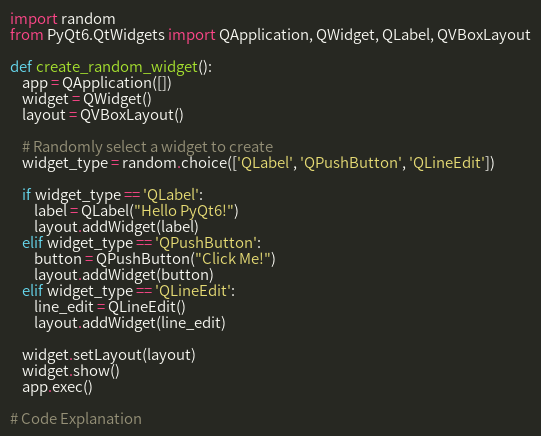 import random
from PyQt6.QtWidgets import QApplication, QWidget, QLabel, QVBoxLayout

def create_random_widget():
    app = QApplication([])
    widget = QWidget()
    layout = QVBoxLayout()

    # Randomly select a widget to create
    widget_type = random.choice(['QLabel', 'QPushButton', 'QLineEdit'])

    if widget_type == 'QLabel':
        label = QLabel("Hello PyQt6!")
        layout.addWidget(label)
    elif widget_type == 'QPushButton':
        button = QPushButton("Click Me!")
        layout.addWidget(button)
    elif widget_type == 'QLineEdit':
        line_edit = QLineEdit()
        layout.addWidget(line_edit)

    widget.setLayout(layout)
    widget.show()
    app.exec()

# Code Explanation